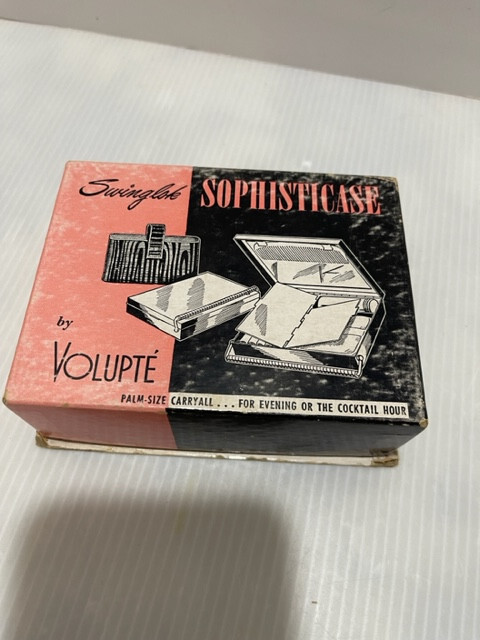 Swinglok SOPHISTICASE
by
VOLUPTÉ
PALM-SIZE CARRYALL... FOR EVENING OR THE COCKTAIL HOUR